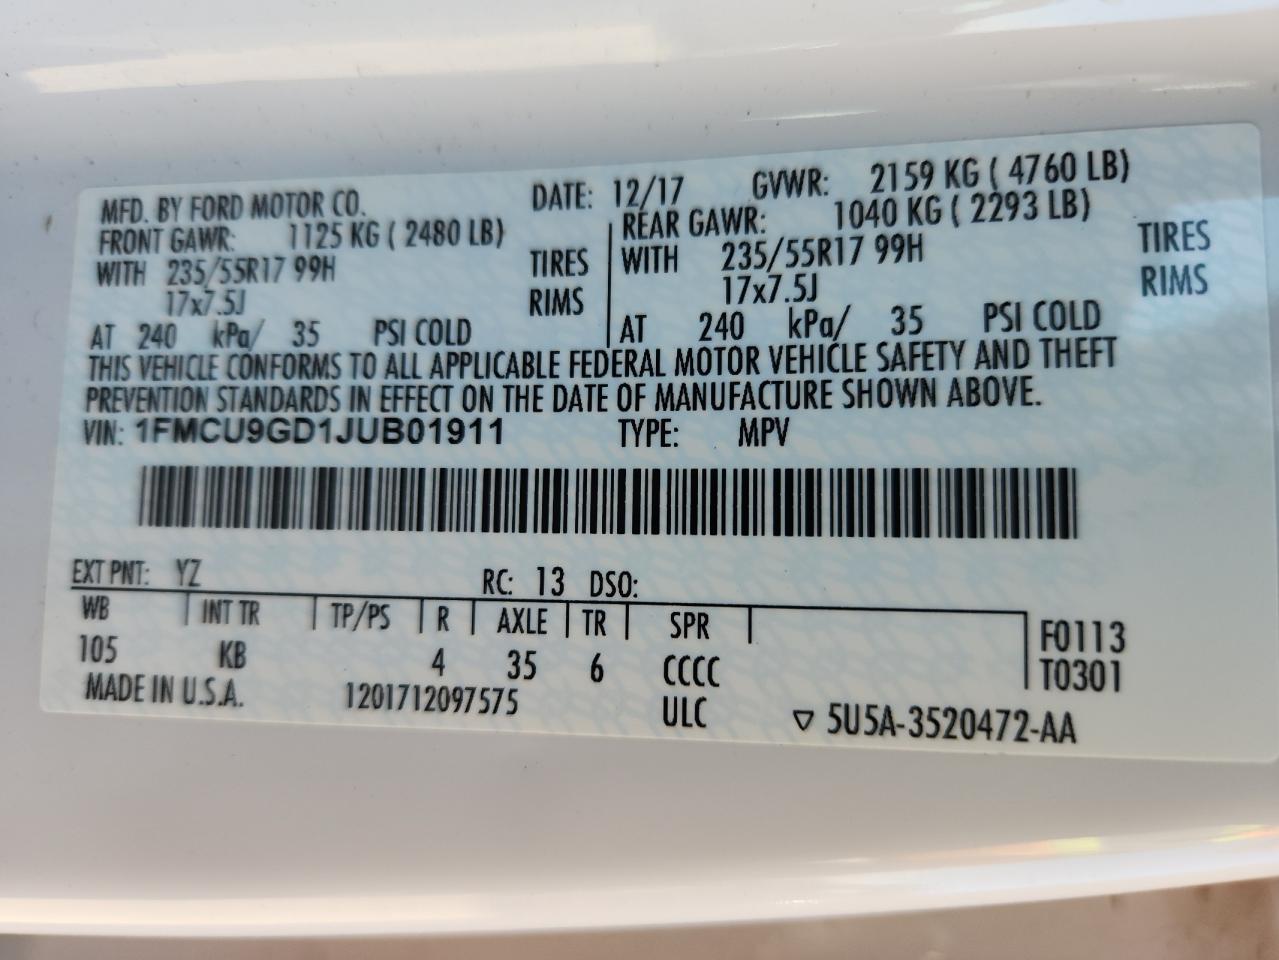 MFD. BY FORD MOTOR CO. DATE: 12/17 GVWR: 2159 KG ( 4760 LB)
FRONT GAWR: 1125 KG ( 2480 LB) REAR GAWR: 1040 KG ( 2293 LB)
WITH 235/55R17 99H TIRES WITH 235/55R17 99H TIRES
17x7.5J RIMS 17x7.5J RIMS
AT 240 kPa/ 35 PSI COLD AT 240 kPa/ 35 PSI COLD
THIS VEHICLE CONFORMS TO ALL APPLICABLE FEDERAL MOTOR VEHICLE SAFETY AND THEFT
PREVENTION STANDARDS IN EFFECT ON THE DATE OF MANUFACTURE SHOWN ABOVE.
VIN: 1FMCU9GD1JUB01911 TYPE: MPV
EXT PNT: YZ RC: 13 DSO:
WB INT TR TP/PS R AXLE TR SPR F0113
105 KB 4 35 6 CCCC T0301
MADE IN U.S.A. 1201712097575 ULC ▽ 5U5A-3520472-AA